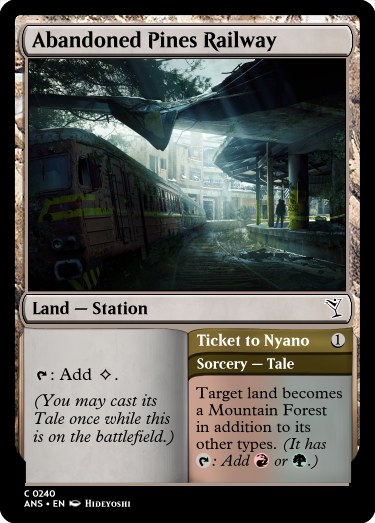 Abandoned Pines Railway
Land — Station
: Add .
(You may cast its
Tale once while this
is on the battlefield.)
Ticket to Nyano 1
Sorcery — Tale
Target land becomes
a Mountain Forest
in addition to its
other types. (It has
: Add or .)
C 0240
ANS • EN Hideyoshi